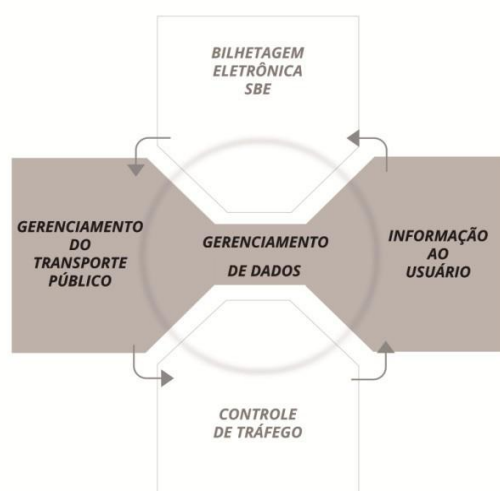 BILHETAGEM
ELETRÔNICA
SBE
GERENCIAMENTO
DO
TRANSPORTE
PÚBLICO
GERENCIAMENTO
DE DADOS
INFORMAÇÃO
AO
USUÁRIO
CONTROLE
DE TRÁFEGO